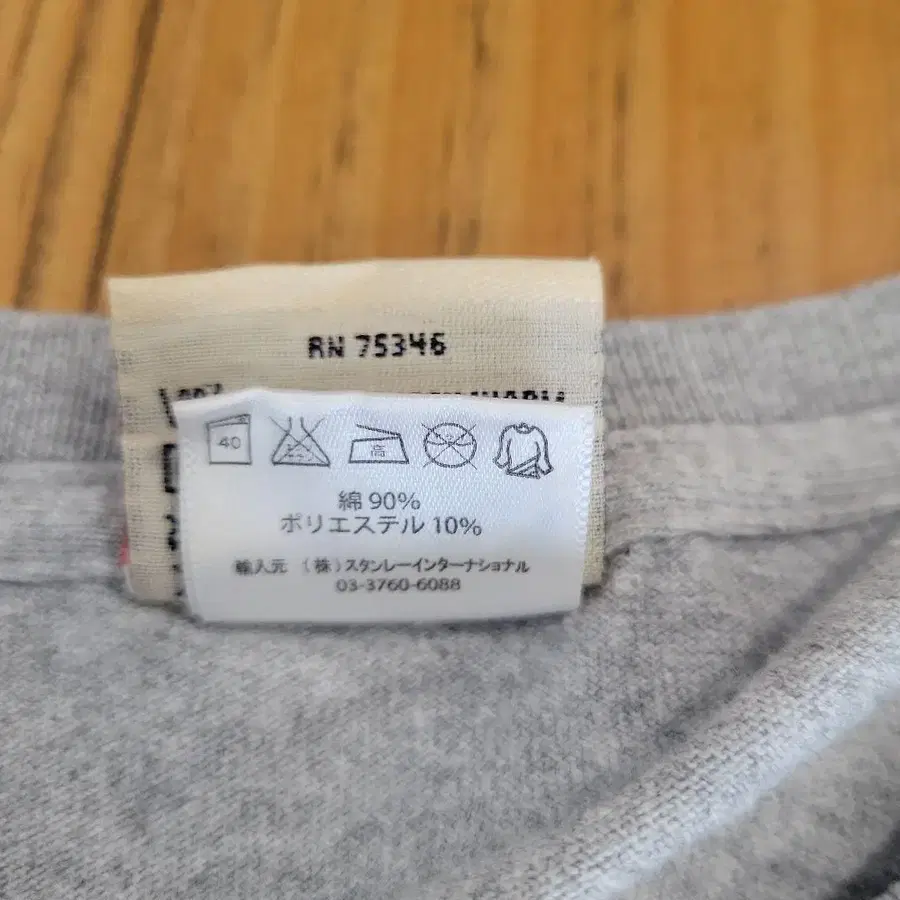 RN 75346
40
高
綿 90%
ポリエステル 10%
輸入元 (株)スタンレーインターナショナル
03-3760-6088